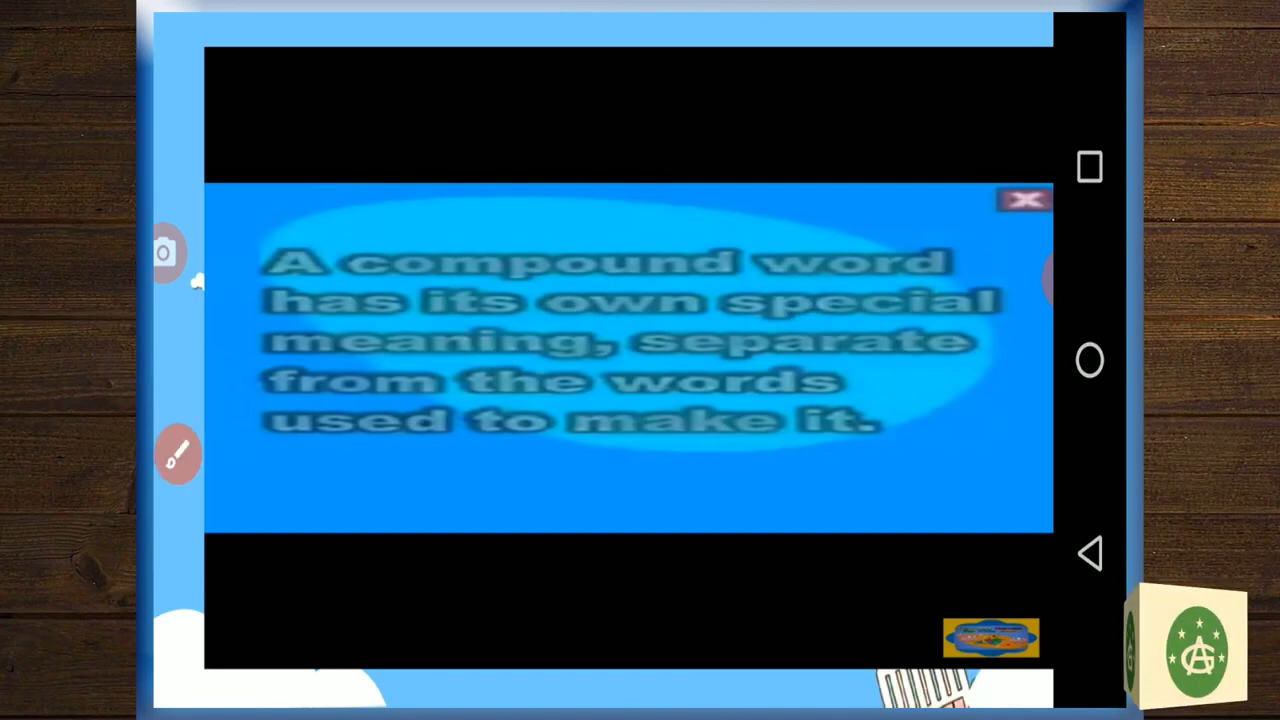 A compound word
has its own special
meaning, separate
from the words
used to make it.